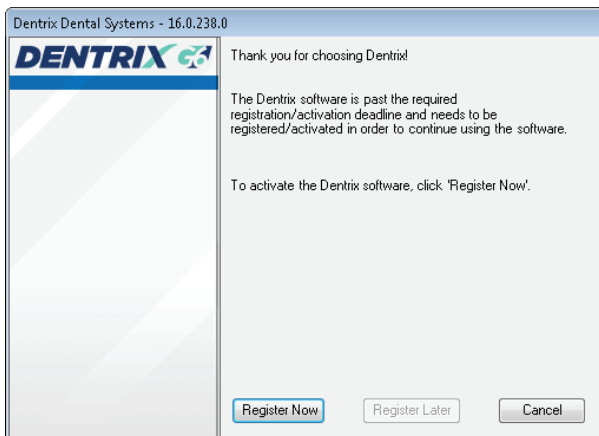 Dentrix Dental Systems - 16.0.238.0
DENTRIX G6
Thank you for choosing Dentrix!
The Dentrix software is past the required
registration/activation deadline and needs to be
registered/activated in order to continue using the software.
To activate the Dentrix software, click 'Register Now'.
Register Now Register Later Cancel